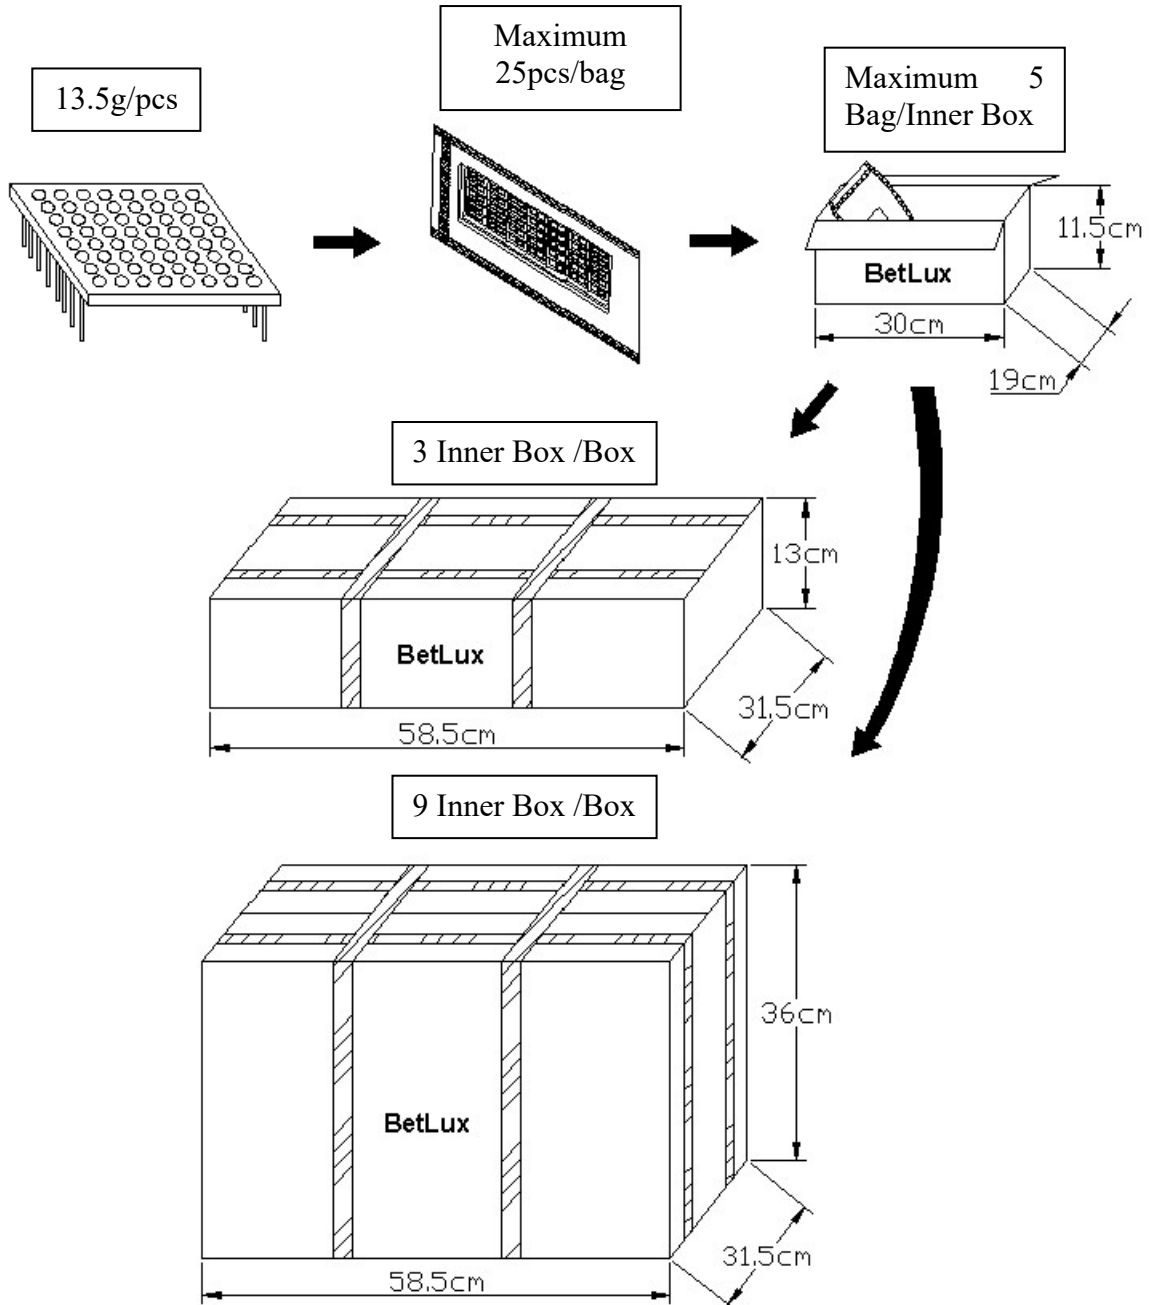 Maximum
25pcs/bag
13.5g/pcs
Maximum 5
Bag/Inner Box
11.5cm
BetLux
30cm
19cm
3 Inner Box /Box
13cm
BetLux
31.5cm
58.5cm
9 Inner Box /Box
36cm
BetLux
31.5cm
58.5cm